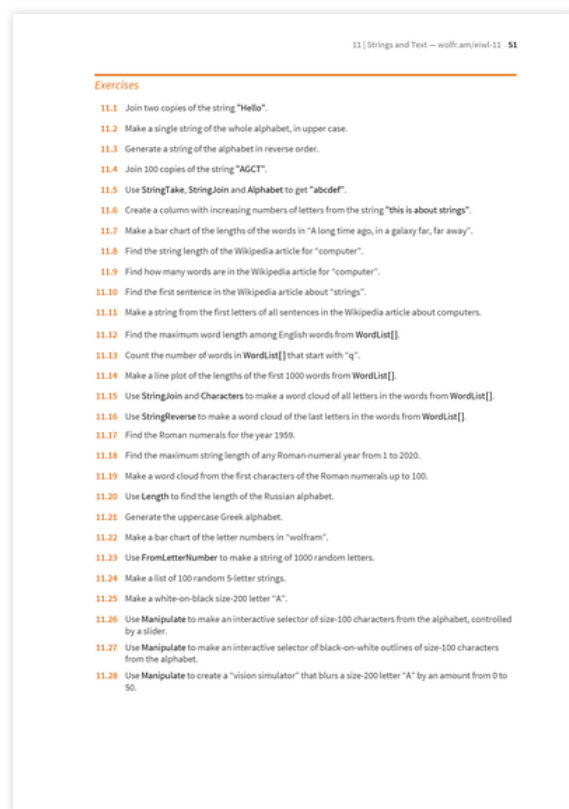 11 | Strings and Text — wolfr.am/eiwl-11 51
Exercises
11.1 Join two copies of the string "Hello".
11.2 Make a single string of the whole alphabet, in upper case.
11.3 Generate a string of the alphabet in reverse order.
11.4 Join 100 copies of the string "AGCT".
11.5 Use StringTake, StringJoin and Alphabet to get "abcdef".
11.6 Create a column with increasing numbers of letters from the string "this is about strings".
11.7 Make a bar chart of the lengths of the words in “A long time ago, in a galaxy far, far away”.
11.8 Find the string length of the Wikipedia article for “computer”.
11.9 Find how many words are in the Wikipedia article for “computer”.
11.10 Find the first sentence in the Wikipedia article about “strings”.
11.11 Make a string from the first letters of all sentences in the Wikipedia article about computers.
11.12 Find the maximum word length among English words from WordList[].
11.13 Count the number of words in WordList[] that start with “q”.
11.14 Make a line plot of the lengths of the first 1000 words from WordList[].
11.15 Use StringJoin and Characters to make a word cloud of all letters in the words from WordList[].
11.16 Use StringReverse to make a word cloud of the last letters in the words from WordList[].
11.17 Find the Roman numerals for the year 1959.
11.18 Find the maximum string length of any Roman-numeral year from 1 to 2020.
11.19 Make a word cloud from the first characters of the Roman numerals up to 100.
11.20 Use Length to find the length of the Russian alphabet.
11.21 Generate the uppercase Greek alphabet.
11.22 Make a bar chart of the letter numbers in “wolfram”.
11.23 Use FromLetterNumber to make a string of 1000 random letters.
11.24 Make a list of 100 random 5-letter strings.
11.25 Make a white-on-black size-200 letter “A”.
11.26 Use Manipulate to make an interactive selector of size-100 characters from the alphabet, controlled
by a slider.
11.27 Use Manipulate to make an interactive selector of black-on-white outlines of size-100 characters
from the alphabet.
11.28 Use Manipulate to create a “vision simulator” that blurs a size-200 letter “A” by an amount from 0 to
50.